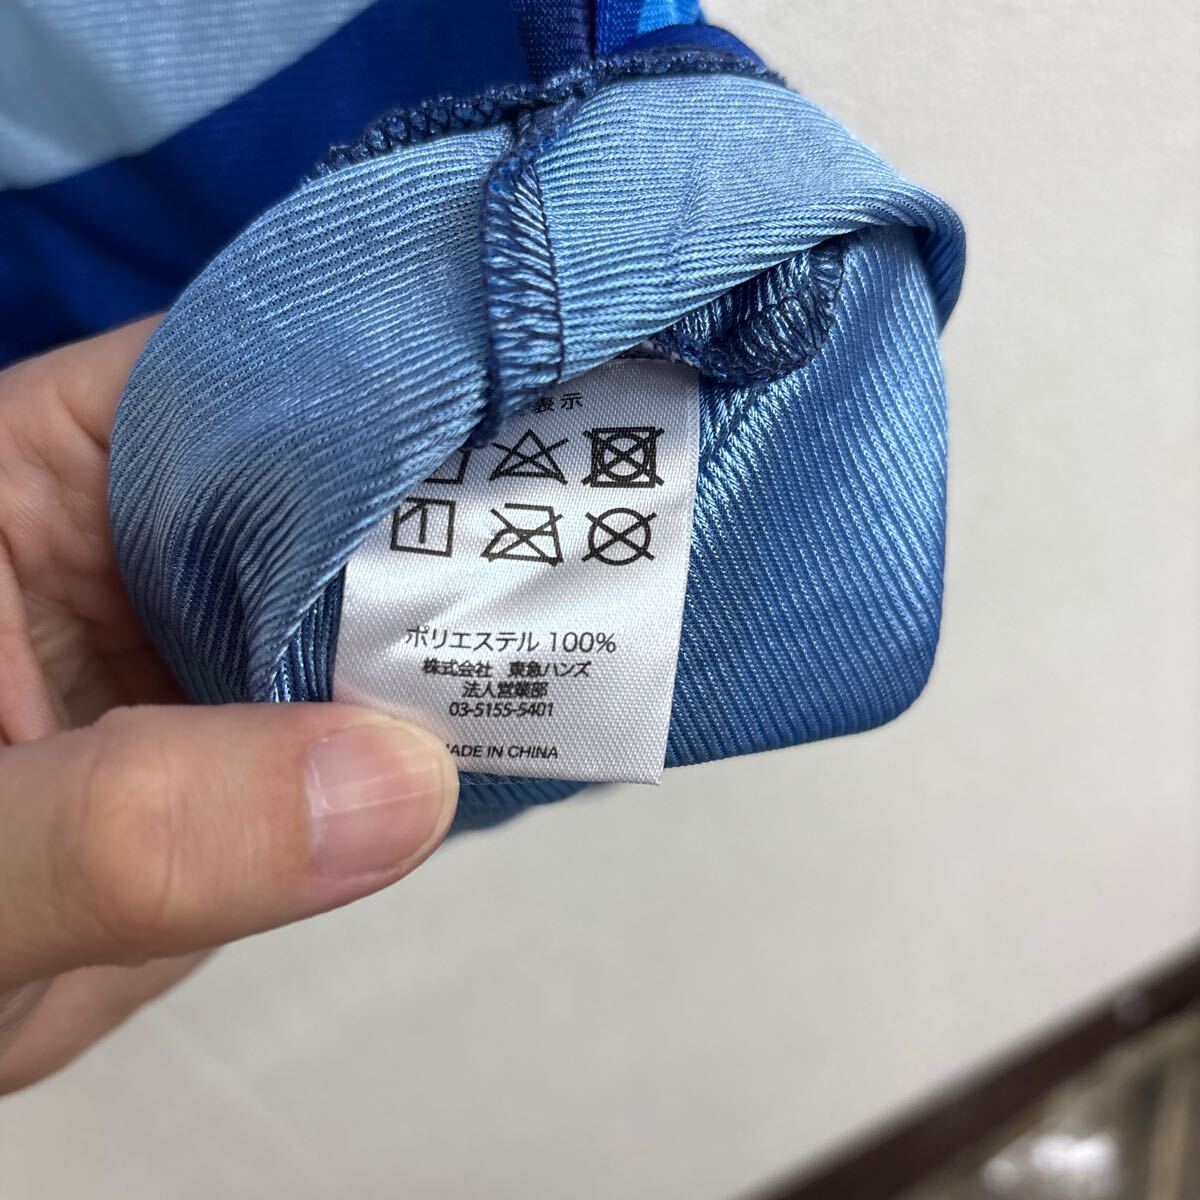 表示
ポリエステル 100%
株式会社 東急ハンズ
法人営業部
03-5155-5401
MADE IN CHINA